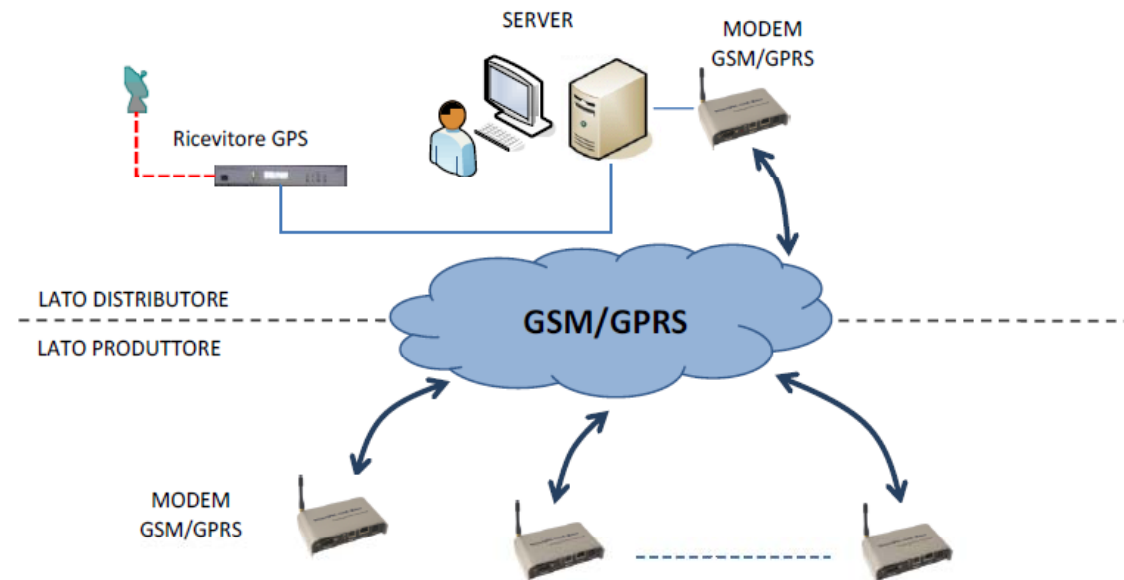 SERVER
MODEM
GSM/GPRS
Ricevitore GPS
GSM/GPRS
LATO DISTRIBUTORE
LATO PRODUTTORE
MODEM
GSM/GPRS